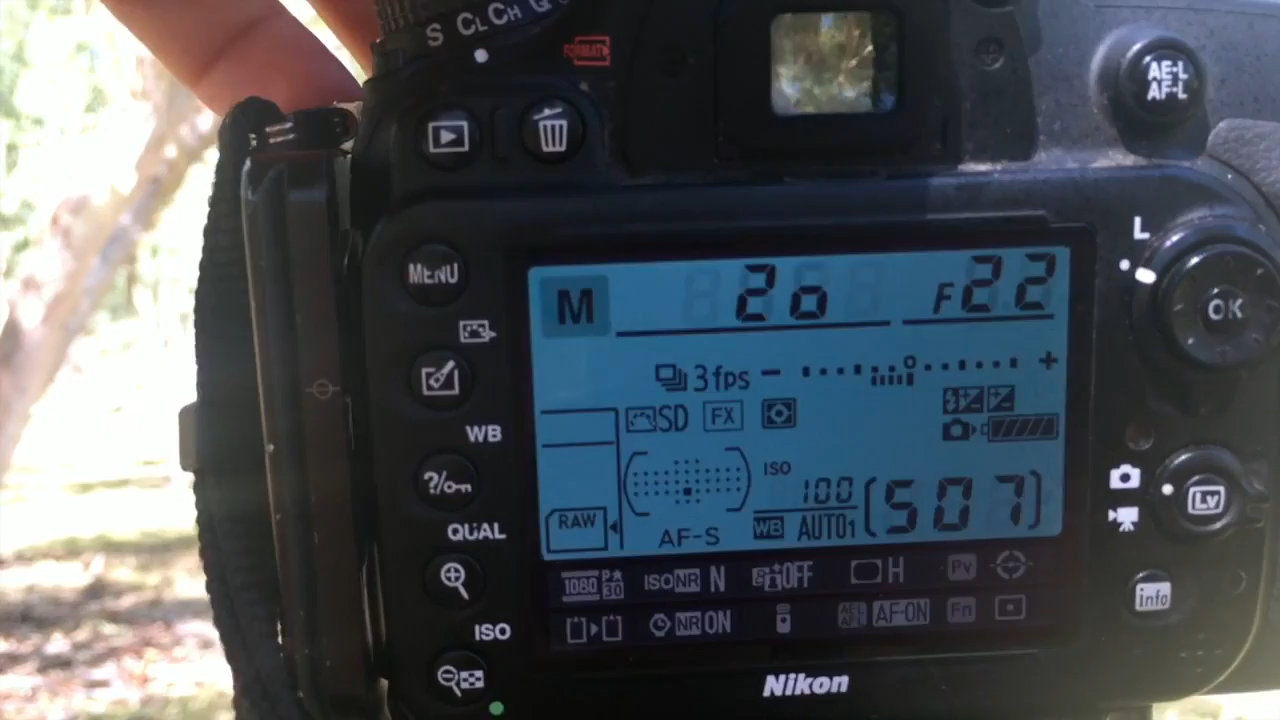 S CL CH Q
FORMAT
AE-L
AF-L
MENU
WB
?/
QUAL
ISO
M 20 F22
3fps - 0 +
SD FX
ISO
100 [507]
RAW
AF-S WB AUTO1
1080 30 ISO NR N OFF H Pv
NR ON AF-ON Fn
Nikon
L
OK
Lv
info